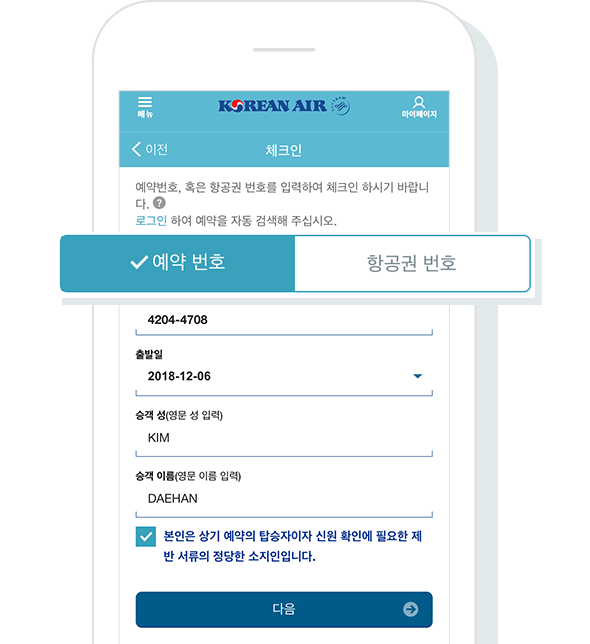 메뉴
KOREAN AIR
마이페이지
이전
체크인
예약번호, 혹은 항공권 번호를 입력하여 체크인 하시기 바랍니
다. ?
로그인 하여 예약을 자동 검색해 주십시오.
예약 번호
항공권 번호
4204-4708
출발일
2018-12-06
승객 성(영문 성 입력)
KIM
승객 이름(영문 이름 입력)
DAEHAN
본인은 상기 예약의 탑승자이자 신원 확인에 필요한 제
반 서류의 정당한 소지인입니다.
다음